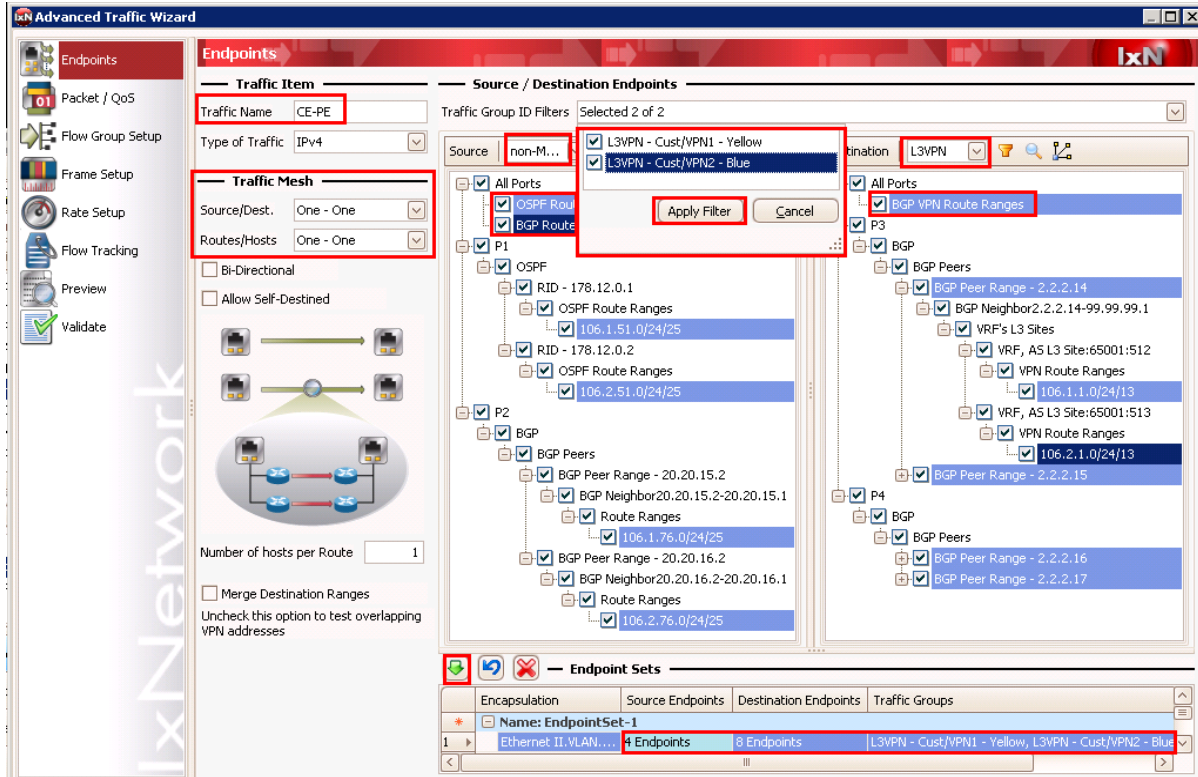 IxN Advanced Traffic Wizard
Endpoints
Packet / QoS
Flow Group Setup
Frame Setup
Rate Setup
Flow Tracking
Preview
Validate
IxNetwork
Endpoints
IxN
Traffic Item
Traffic Name CE-PE
Type of Traffic IPv4
Traffic Mesh
Source/Dest. One - One
Routes/Hosts One - One
Bi-Directional
Allow Self-Destined
Number of hosts per Route 1
Merge Destination Ranges
Uncheck this option to test overlapping
VPN addresses
Source / Destination Endpoints
Traffic Group ID Filters Selected 2 of 2
L3VPN - Cust/VPN1 - Yellow
L3VPN - Cust/VPN2 - Blue
Apply Filter Cancel
Source non-M...
All Ports
OSPF Rou
BGP Route
P1
OSPF
RID - 178.12.0.1
OSPF Route Ranges
106.1.51.0/24/25
RID - 178.12.0.2
OSPF Route Ranges
106.2.51.0/24/25
P2
BGP
BGP Peers
BGP Peer Range - 20.20.15.2
BGP Neighbor20.20.15.2-20.20.15.1
Route Ranges
106.1.76.0/24/25
BGP Peer Range - 20.20.16.2
BGP Neighbor20.20.16.2-20.20.16.1
Route Ranges
106.2.76.0/24/25
tination L3VPN
All Ports
BGP VPN Route Ranges
P3
BGP
BGP Peers
BGP Peer Range - 2.2.2.14
BGP Neighbor2.2.2.14-99.99.99.1
VRF's L3 Sites
VRF, AS L3 Site:65001:512
VPN Route Ranges
106.1.1.0/24/13
VRF, AS L3 Site:65001:513
VPN Route Ranges
106.2.1.0/24/13
BGP Peer Range - 2.2.2.15
P4
BGP
BGP Peers
BGP Peer Range - 2.2.2.16
BGP Peer Range - 2.2.2.17
Endpoint Sets
Encapsulation Source Endpoints Destination Endpoints Traffic Groups
Name: EndpointSet-1
1 Ethernet II.VLAN.... 4 Endpoints 8 Endpoints L3VPN - Cust/VPN1 - Yellow, L3VPN - Cust/VPN2 - Blue